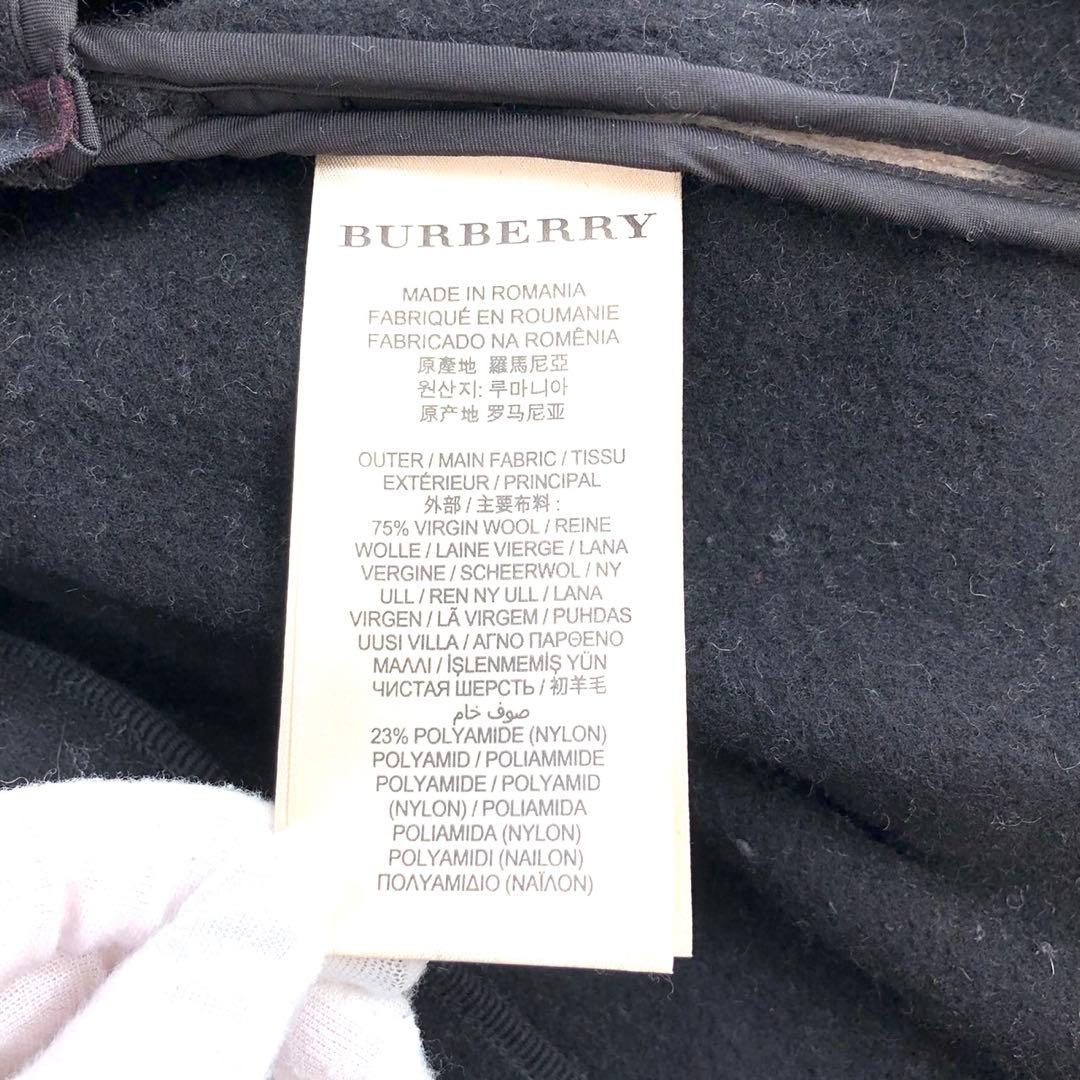 BURBERRY
MADE IN ROMANIA
FABRIQUÉ EN ROUMANIE
FABRICADO NA ROMÊNIA
原產地 羅馬尼亞
원산지: 루마니아
原产地 罗马尼亚
OUTER / MAIN FABRIC / TISSU
EXTÉRIEUR / PRINCIPAL
外部 / 主要布料 :
75% VIRGIN WOOL / REINE
WOLLE / LAINE VIERGE / LANA
VERGINE / SCHEERWOL / NY
ULL / REN NY ULL / LANA
VIRGEN / LÃ VIRGEM / PUHDAS
UUSI VILLA / ΑΓΝΟ ΠΑΡΘΕΝΟ
ΜΑΛΛΙ / İŞLENMEMİŞ YÜN
ЧИСТАЯ ШЕРСТЬ / 初羊毛
صوف خام
23% POLYAMIDE (NYLON)
POLYAMID / POLIAMMIDE
POLYAMIDE / POLYAMID
(NYLON) / POLIAMIDA
POLIAMIDA (NYLON)
POLYAMIDI (NAILON)
ΠΟΛΥΑΜΙΔΙΟ (ΝΑΪΛΟΝ)